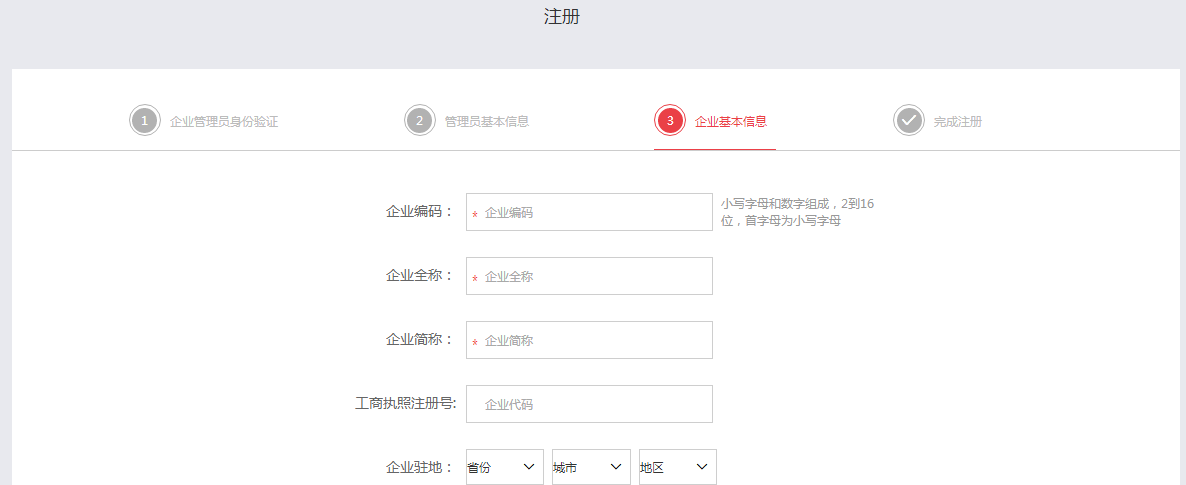 注册
1 企业管理员身份验证 2 管理员基本信息 3 企业基本信息 完成注册
企业编码： * 企业编码 小写字母和数字组成，2到16
位，首字母为小写字母
企业全称： * 企业全称
企业简称： * 企业简称
工商执照注册号: 企业代码
企业驻地： 省份 城市 地区